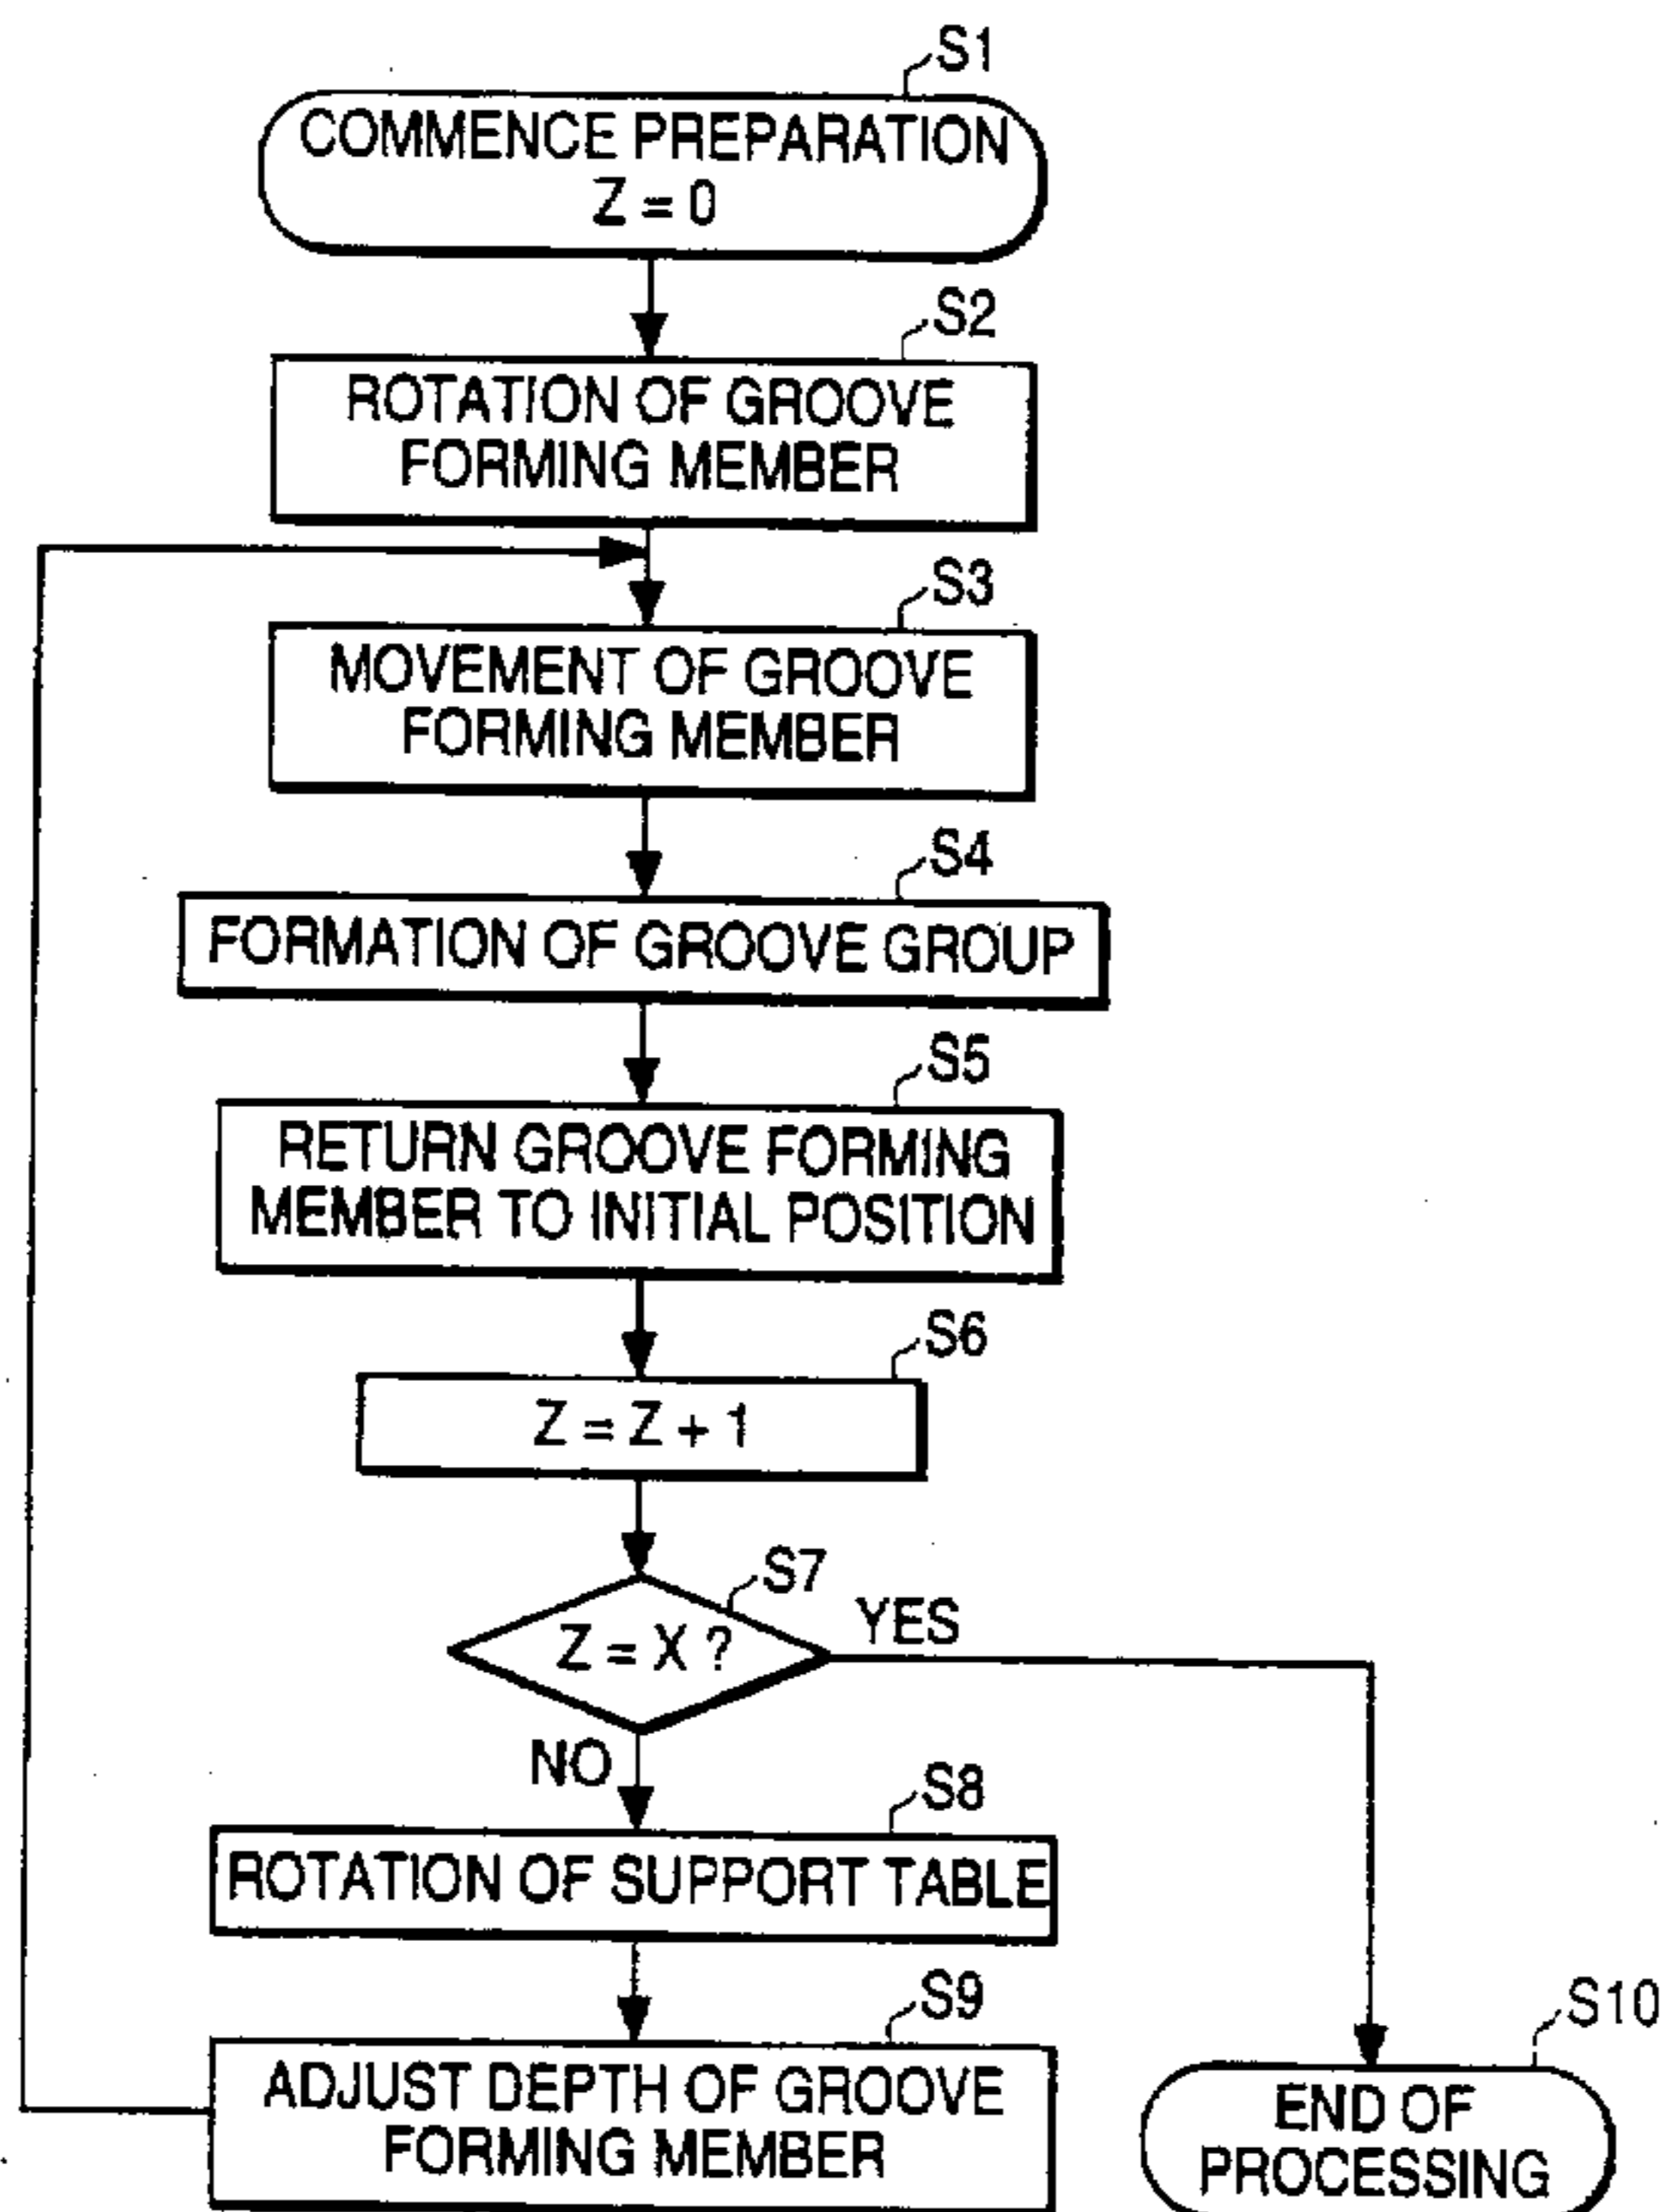 S1
COMMENCE PREPARATION
Z = 0
S2
ROTATION OF GROOVE
FORMING MEMBER
S3
MOVEMENT OF GROOVE
FORMING MEMBER
S4
FORMATION OF GROOVE GROUP
S5
RETURN GROOVE FORMING
MEMBER TO INITIAL POSITION
S6
Z = Z + 1
S7
Z = X ?
YES
NO
S8
ROTATION OF SUPPORT TABLE
S9
ADJUST DEPTH OF GROOVE
FORMING MEMBER
S10
END OF
PROCESSING